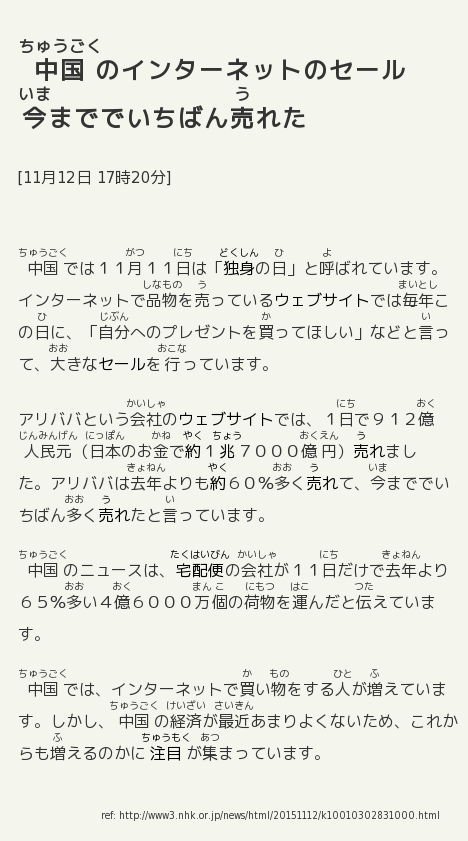 ちゅうごく
中国のインターネットのセール
いま う
今まででいちばん売れた
[11月12日 17時20分]
ちゅうごく がつ にち どくしん ひ よ
中国では１１月１１日は「独身の日」と呼ばれています。
しなもの う まいとし
インターネットで品物を売っているウェブサイトでは毎年こ
ひ じぶん か い
の日に、「自分へのプレゼントを買ってほしい」などと言っ
おお おこな
て、大きなセールを行っています。
かいしゃ にち おく
アリババという会社のウェブサイトでは、１日で９１２億
じんみんげん にっぽん かね やく ちょう おくえん う
人民元（日本のお金で約１兆７０００億円）売れまし
きょねん やく おお う いま
た。アリババは去年よりも約６０％多く売れて、今まででい
おお う い
ちばん多く売れたと言っています。
ちゅうごく たくはいびん かいしゃ にち きょねん
中国のニュースは、宅配便の会社が１１日だけで去年より
おお おく まん こ にもつ はこ つた
６５％多い４億６０００万個の荷物を運んだと伝えていま
す。
ちゅうごく か もの ひと ふ
中国では、インターネットで買い物をする人が増えていま
ちゅうごく けいざい さいきん
す。しかし、中国の経済が最近あまりよくないため、これか
ふ ちゅうもく あつ
らも増えるのかに注目が集まっています。
ref: http://www3.nhk.or.jp/news/html/20151112/k10010302831000.html